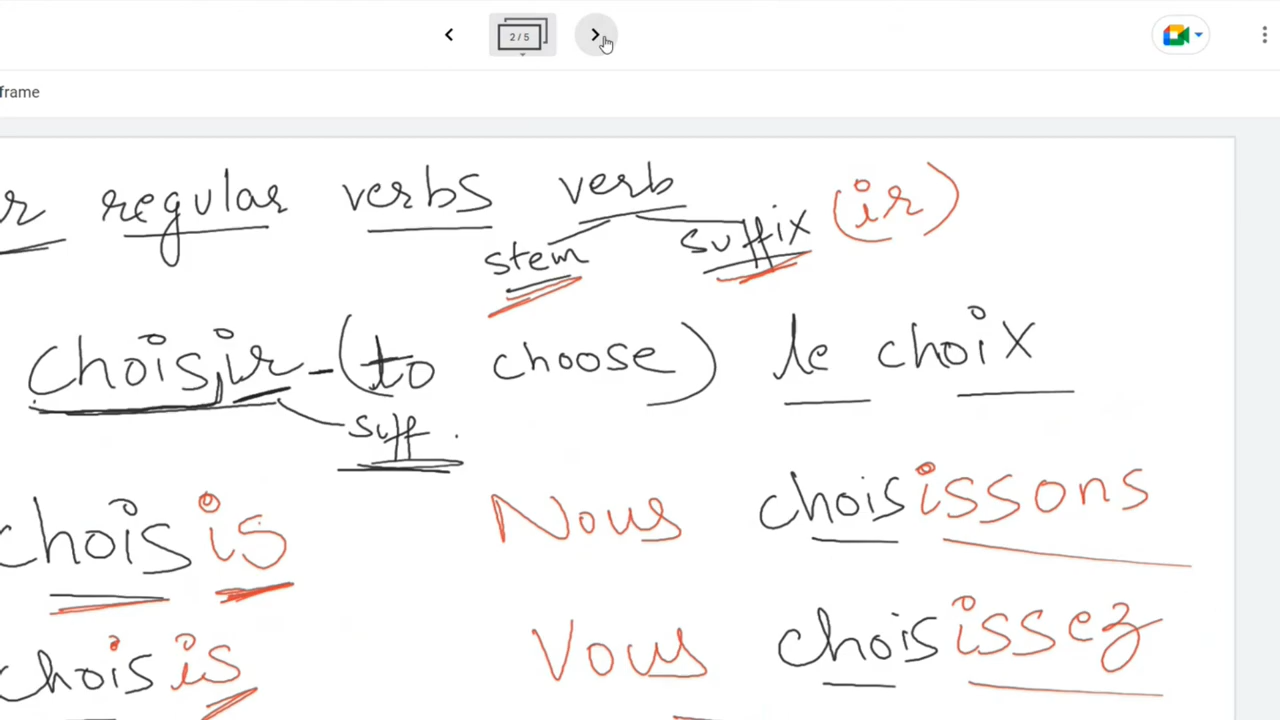 2 / 5
frame
r regular verbs verb
stem suffix (ir)
choisir - (to choose) le choix
suff.
choisis Nous choisissons
choisis Vous choisissez